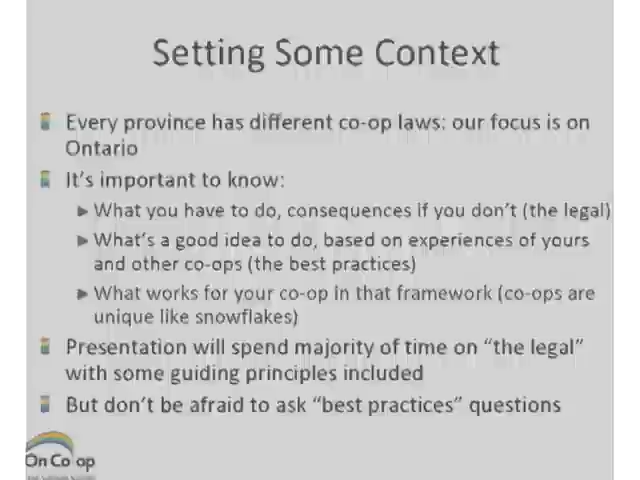 Setting Some Context
Every province has different co-op laws: our focus is on
Ontario
It's important to know:
What you have to do, consequences if you don't (the legal)
What's a good idea to do, based on experiences of yours
and other co-ops (the best practices)
What works for your co-op in that framework (co-ops are
unique like snowflakes)
Presentation will spend majority of time on "the legal"
with some guiding principles included
But don't be afraid to ask "best practices" questions
On Co op